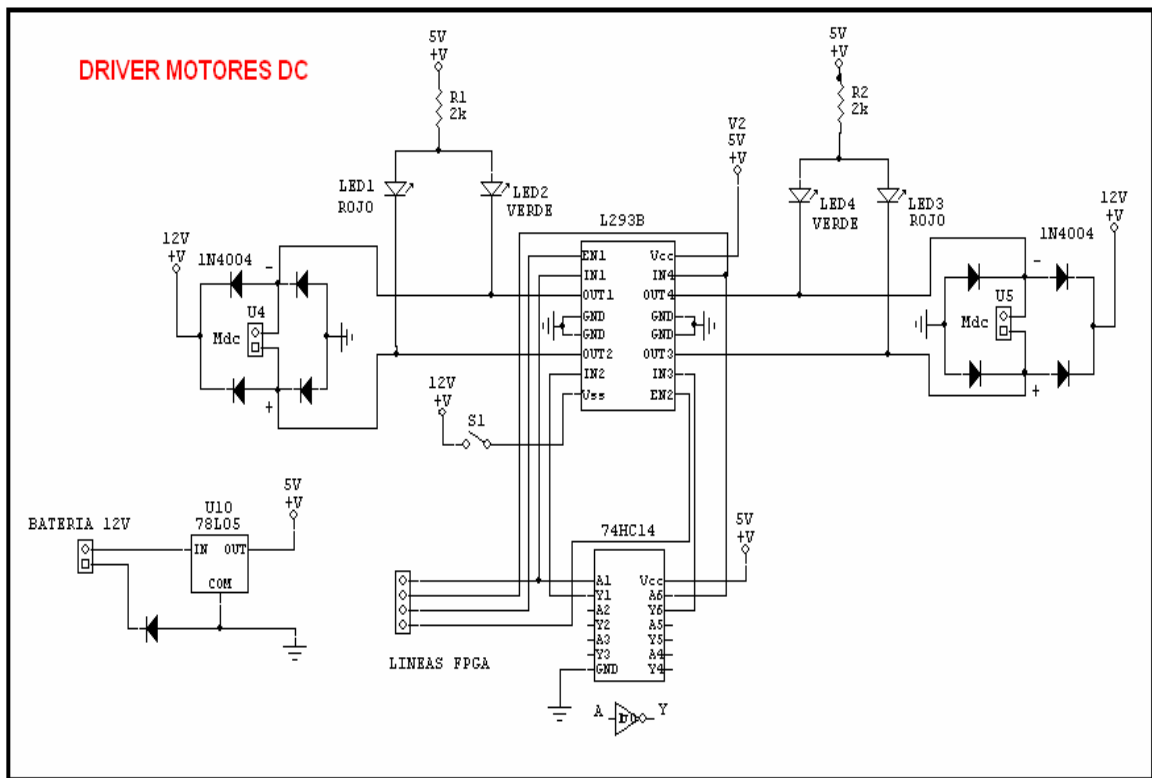 DRIVER MOTORES DC
5V
+V
R1
2k
LED1
ROJO
LED2
VERDE
V2
5V
+V
5V
+V
R2
2k
LED4
VERDE
LED3
ROJO
12V
+V
1N4004
-
U4
Mdc
+
L293B
EN1
IN1
OUT1
GND
GND
OUT2
IN2
Vss
Vcc
IN4
OUT4
GND
GND
OUT3
IN3
EN2
12V
+V
1N4004
-
U5
Mdc
+
12V
+V
S1
BATERIA 12V
U10
78L05
IN OUT
COM
5V
+V
LINEAS FPGA
74HC14
A1
Y1
A2
Y2
A3
Y3
GND
Vcc
A6
Y6
A5
Y5
A4
Y4
5V
+V
A Y